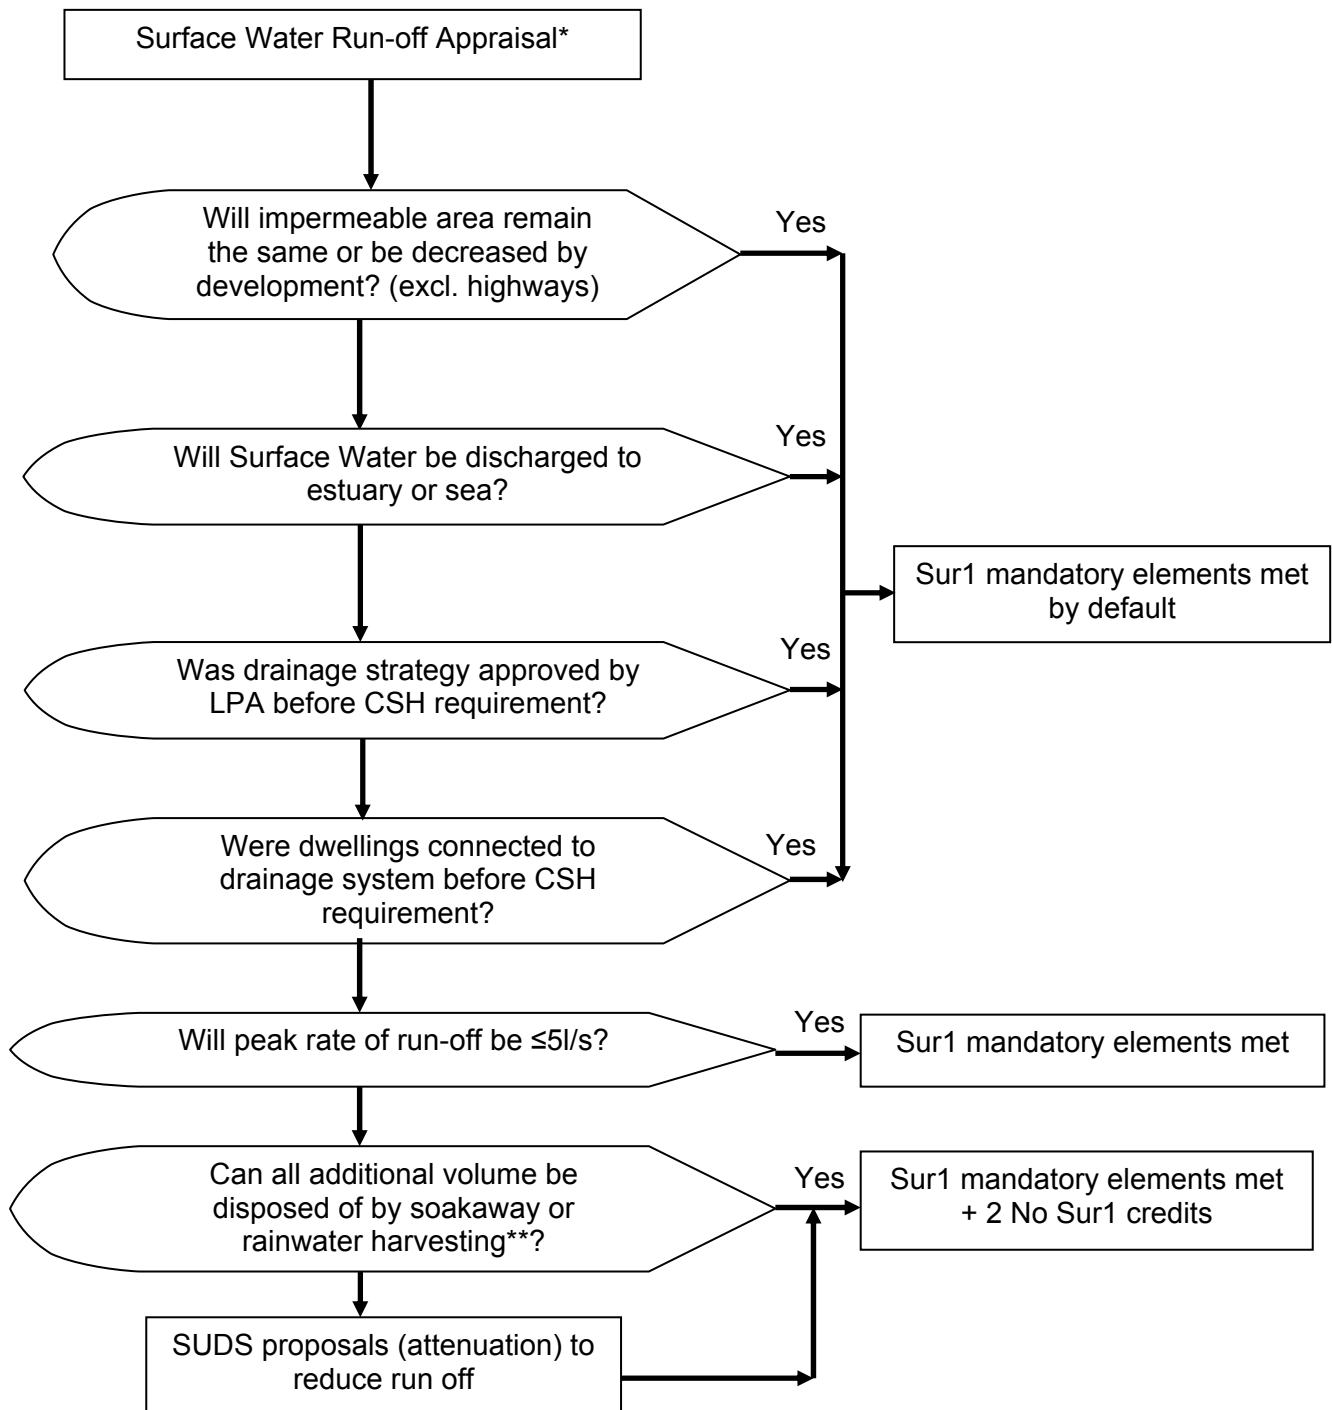 Surface Water Run-off Appraisal*
Will impermeable area remain
the same or be decreased by
development? (excl. highways)
Yes
Will Surface Water be discharged to
estuary or sea?
Yes
Sur1 mandatory elements met
by default
Was drainage strategy approved by
LPA before CSH requirement?
Yes
Were dwellings connected to
drainage system before CSH
requirement?
Yes
Will peak rate of run-off be ≤5l/s?
Yes
Sur1 mandatory elements met
Can all additional volume be
disposed of by soakaway or
rainwater harvesting**?
Yes
Sur1 mandatory elements met
+ 2 No Sur1 credits
SUDS proposals (attenuation) to
reduce run off